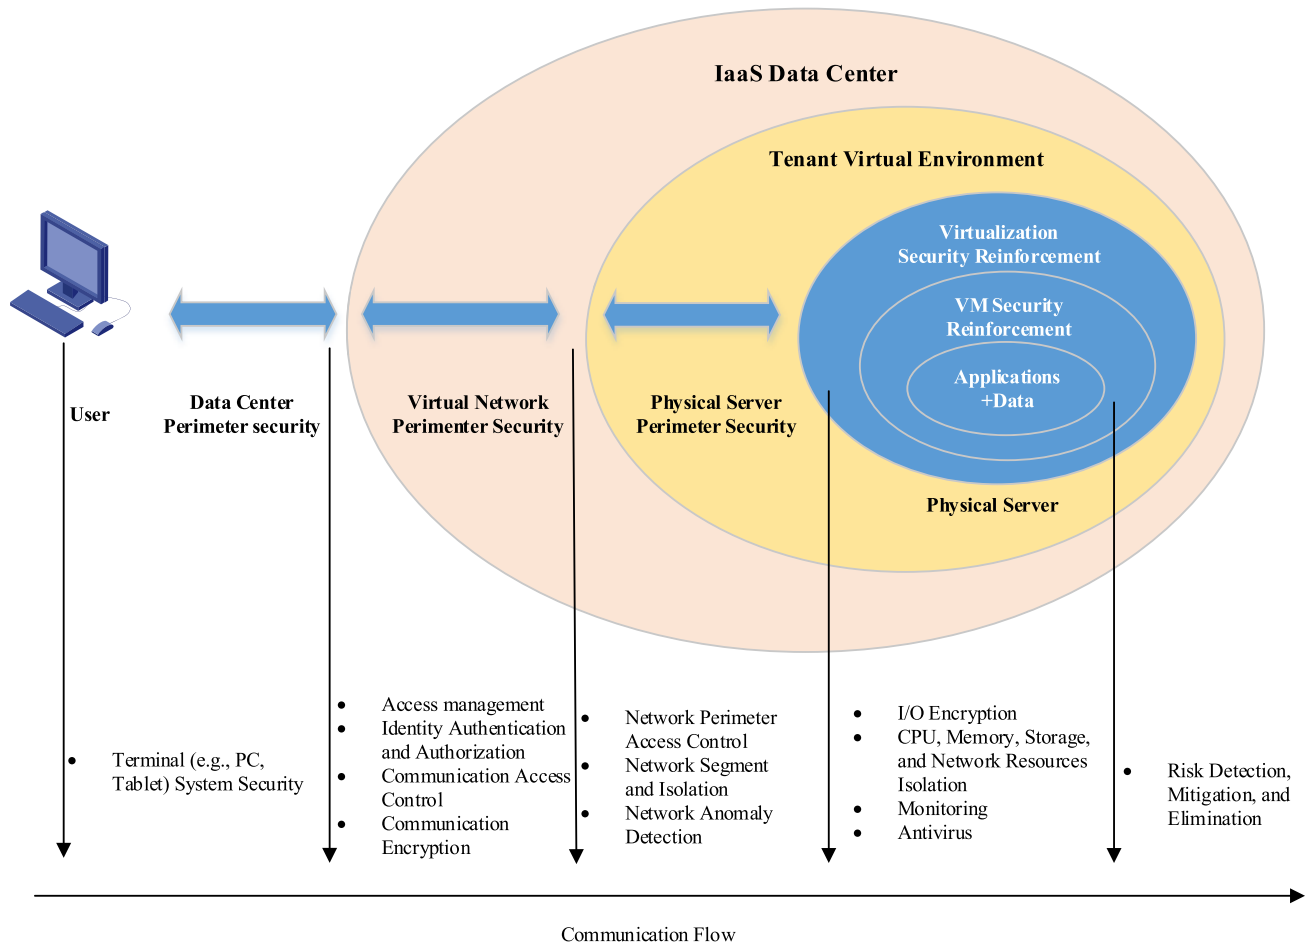 IaaS Data Center
Tenant Virtual Environment
Virtualization
Security Reinforcement
VM Security
Reinforcement
Applications
+Data
Physical Server
User
Data Center
Perimeter security
Virtual Network
Perimenter Security
Physical Server
Perimeter Security
• Terminal (e.g., PC,
Tablet) System Security
• Access management
• Identity Authentication
and Authorization
• Communication Access
Control
• Communication
Encryption
• Network Perimeter
Access Control
• Network Segment
and Isolation
• Network Anomaly
Detection
• I/O Encryption
• CPU, Memory, Storage,
and Network Resources
Isolation
• Monitoring
• Antivirus
• Risk Detection,
Mitigation, and
Elimination
Communication Flow